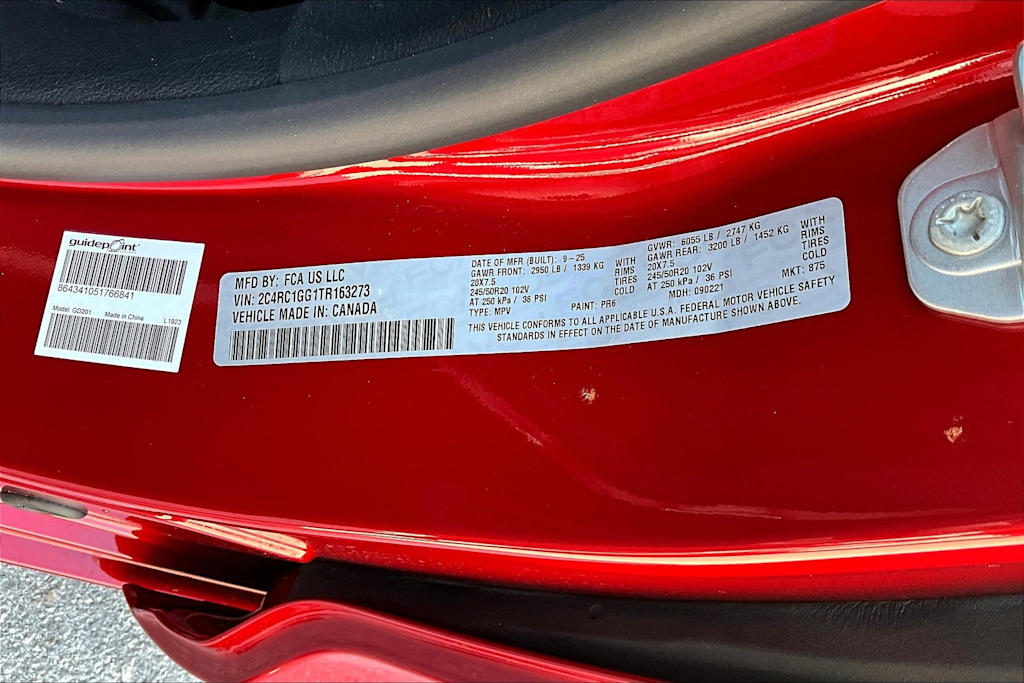 guidepoint
864341051766841
Model: GD201 Made in China L1923
MFD BY: FCA US LLC
VIN: 2C4RC1GG1TR163273
VEHICLE MADE IN: CANADA
DATE OF MFR (BUILT): 9-25
GAWR FRONT: 2950 LB / 1339 KG WITH
20X7.5 RIMS
245/50R20 102V TIRES
AT 250 kPa / 36 PSI COLD
TYPE: MPV PAINT: PR6
GVWR: 6055 LB / 2747 KG
GAWR REAR: 3200 LB / 1452 KG WITH
20X7.5 RIMS
245/50R20 102V TIRES
AT 250 kPa / 36 PSI COLD
MDH: 090221 MKT: 875
THIS VEHICLE CONFORMS TO ALL APPLICABLE U.S.A. FEDERAL MOTOR VEHICLE SAFETY
STANDARDS IN EFFECT ON THE DATE OF MANUFACTURE SHOWN ABOVE.